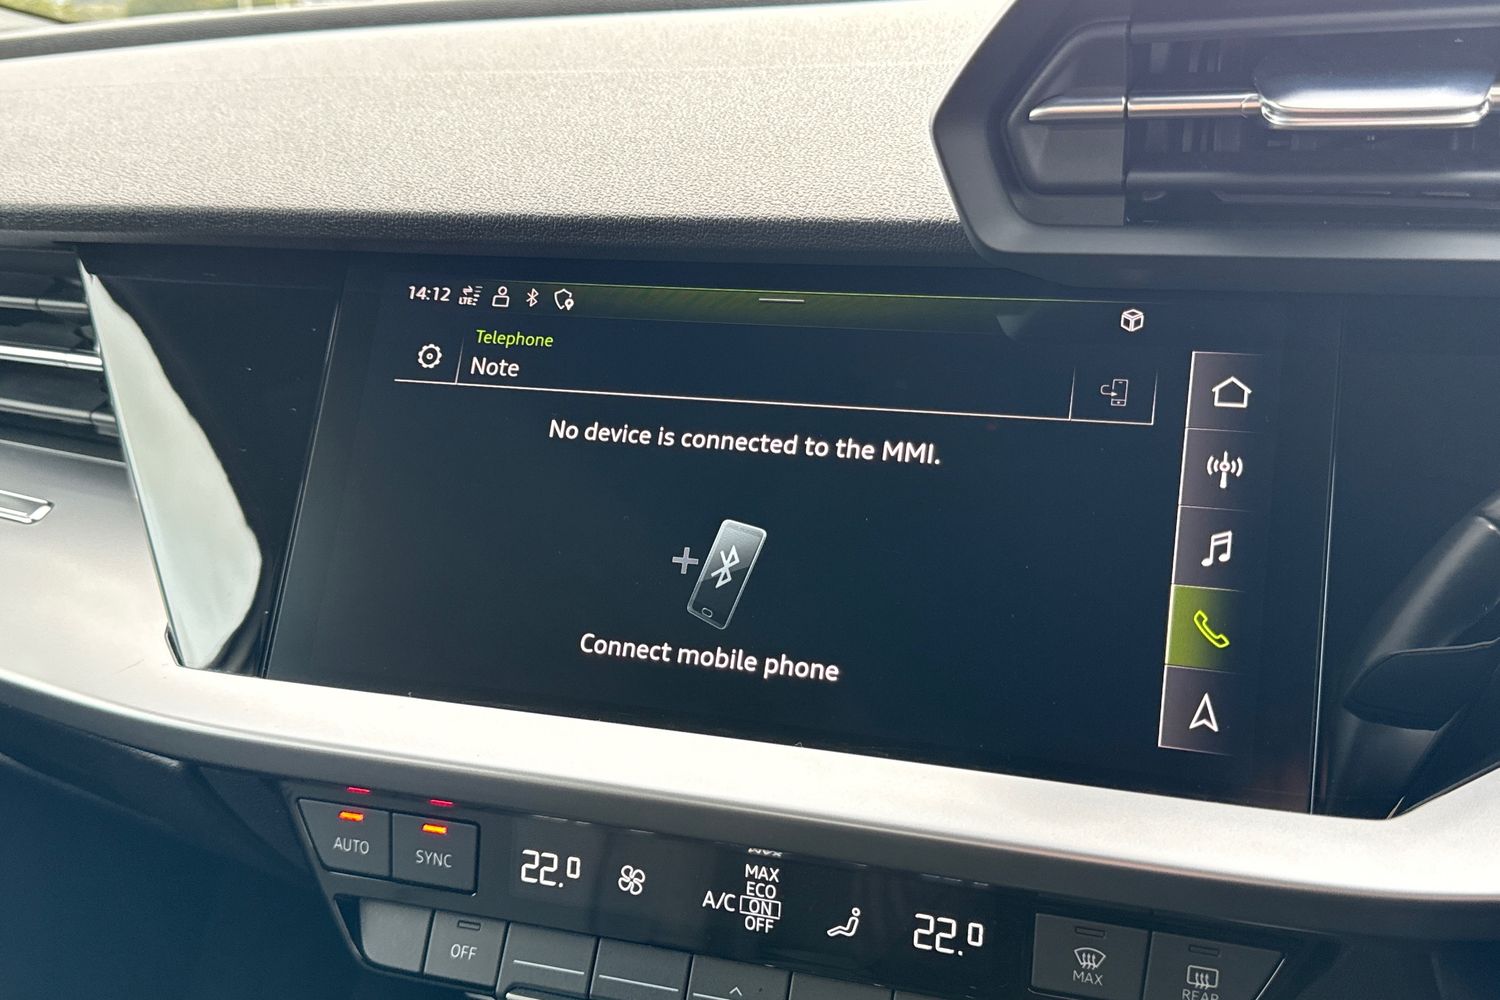 14:12 LTE
Telephone
Note
No device is connected to the MMI.
Connect mobile phone
AUTO
SYNC
22.0
MAX
ECO
A/C ON
OFF
22.0
OFF
MAX
REAR